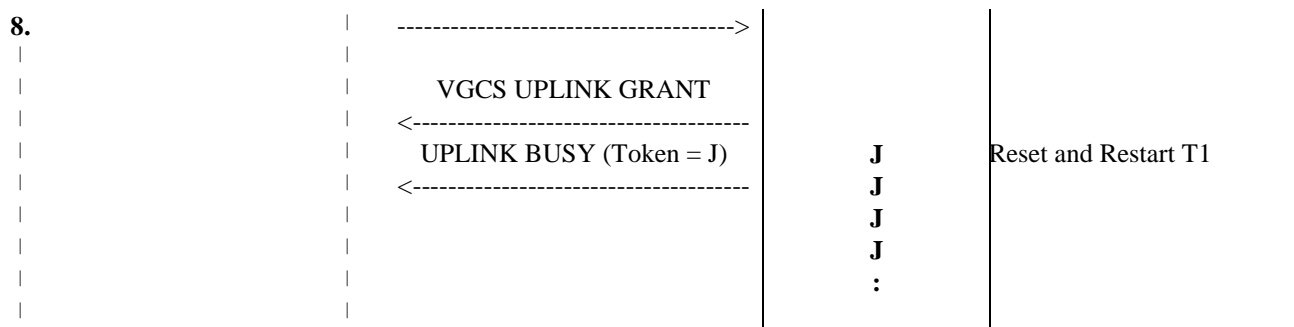 8. | ------------------------------------->
| |
| | VGCS UPLINK GRANT
| | <-------------------------------------
| | UPLINK BUSY (Token = J) J Reset and Restart T1
| | <------------------------------------- J
| | J
| | J
| | :
| |